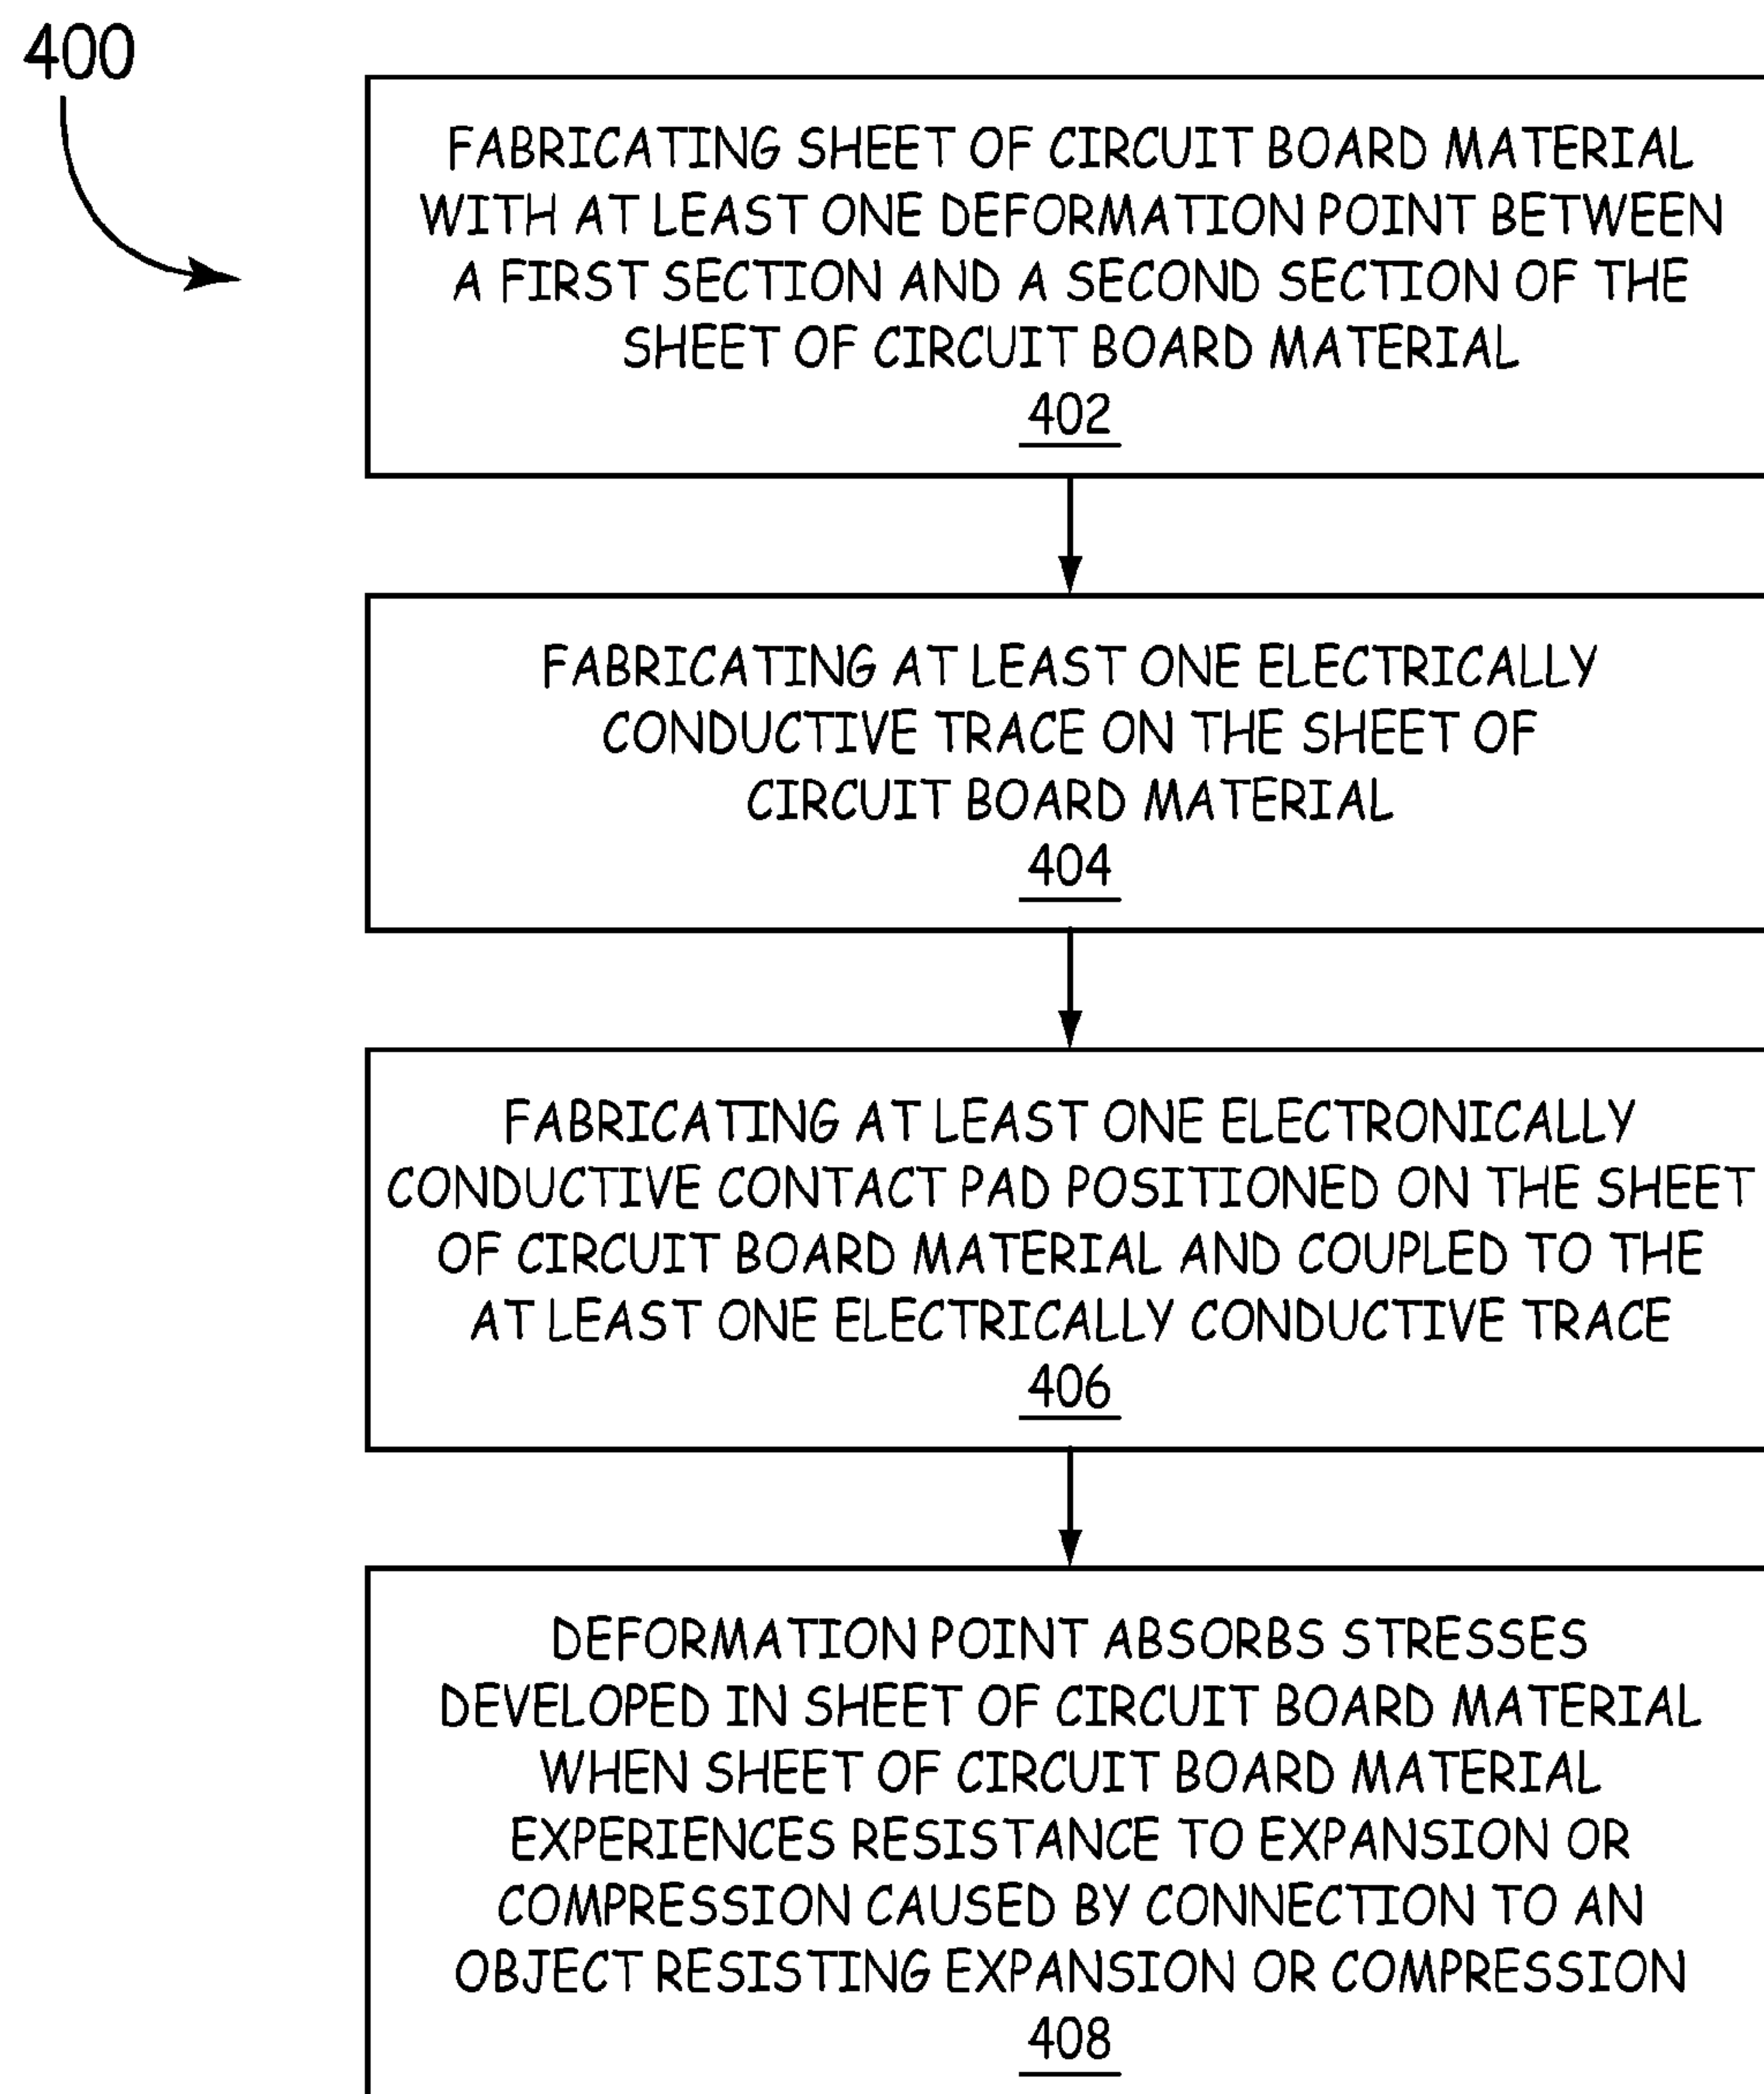 400
FABRICATING SHEET OF CIRCUIT BOARD MATERIAL
WITH AT LEAST ONE DEFORMATION POINT BETWEEN
A FIRST SECTION AND A SECOND SECTION OF THE
SHEET OF CIRCUIT BOARD MATERIAL
402
FABRICATING AT LEAST ONE ELECTRICALLY
CONDUCTIVE TRACE ON THE SHEET OF
CIRCUIT BOARD MATERIAL
404
FABRICATING AT LEAST ONE ELECTRONICALLY
CONDUCTIVE CONTACT PAD POSITIONED ON THE SHEET
OF CIRCUIT BOARD MATERIAL AND COUPLED TO THE
AT LEAST ONE ELECTRICALLY CONDUCTIVE TRACE
406
DEFORMATION POINT ABSORBS STRESSES
DEVELOPED IN SHEET OF CIRCUIT BOARD MATERIAL
WHEN SHEET OF CIRCUIT BOARD MATERIAL
EXPERIENCES RESISTANCE TO EXPANSION OR
COMPRESSION CAUSED BY CONNECTION TO AN
OBJECT RESISTING EXPANSION OR COMPRESSION
408